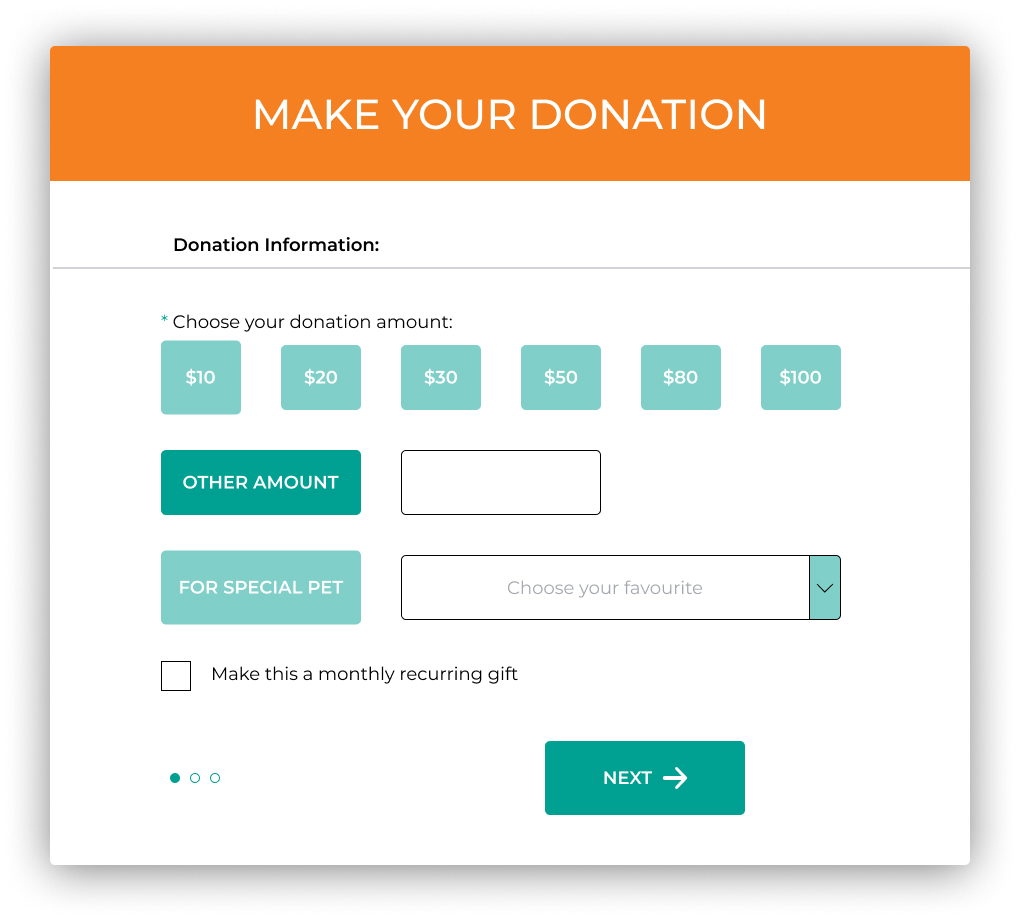 MAKE YOUR DONATION
Donation Information:
* Choose your donation amount:
$10 $20 $30 $50 $80 $100
OTHER AMOUNT
FOR SPECIAL PET Choose your favourite
Make this a monthly recurring gift
NEXT